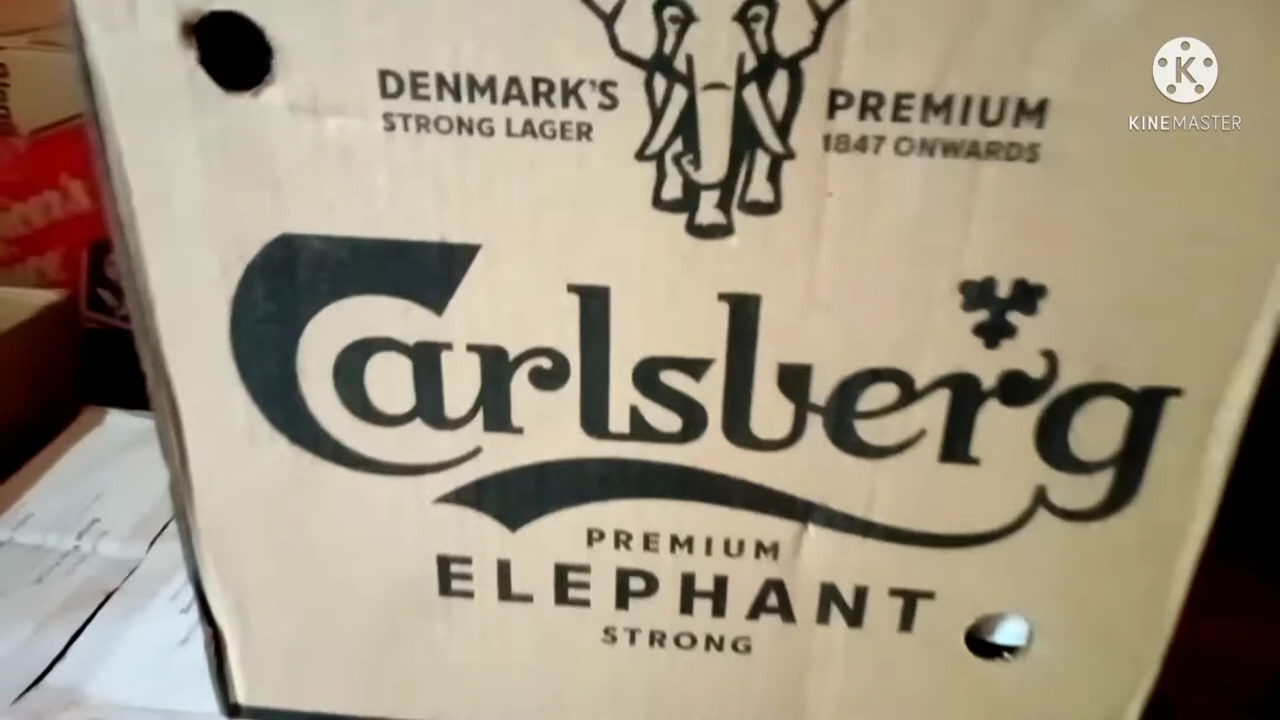 DENMARK'S
STRONG LAGER
PREMIUM
1847 ONWARDS
Carlsberg
PREMIUM
ELEPHANT
STRONG
K
KINEMASTER